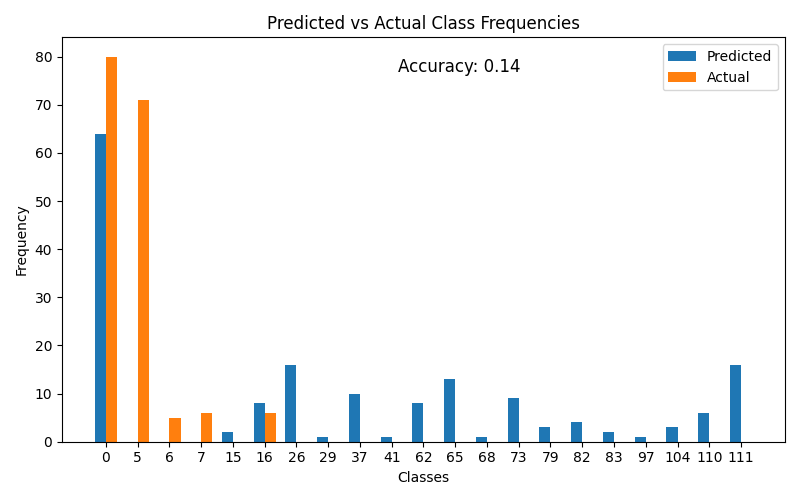 Predicted vs Actual Class Frequencies
Accuracy: 0.14
Predicted
Actual
Frequency
80
70
60
50
40
30
20
10
0
0 5 6 7 15 16 26 29 37 41 62 65 68 73 79 82 83 97 104 110 111
Classes